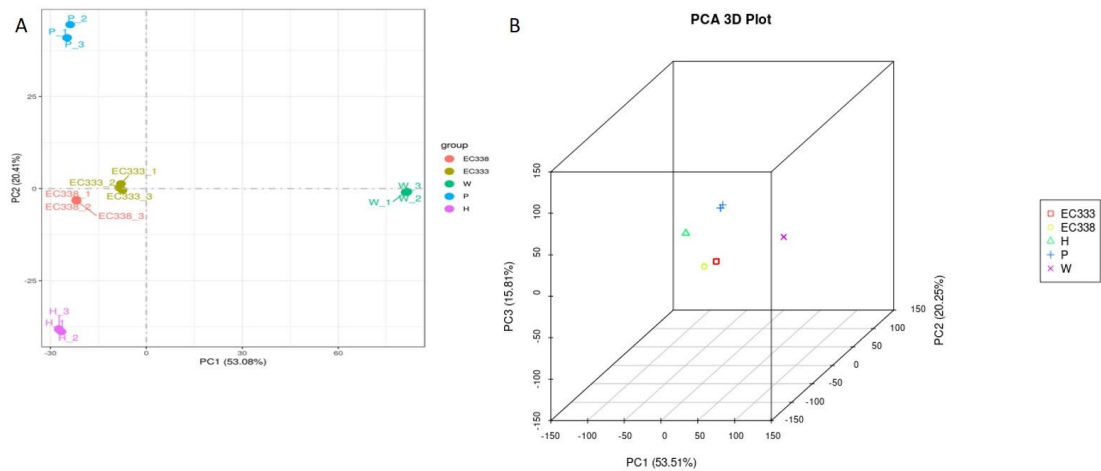 A
P_2
P_1
P_3
25
0
-25
PC2 (20.41%)
EC333_1
EC333_2
EC333_3
EC338_1
EC338_2
EC338_3
W_3
W_1
W_2
H_3
H_1
H_2
-30
0
30
60
PC1 (53.08%)
group
EC338
EC333
W
P
H
B
PCA 3D Plot
150
100
50
0
-50
-100
-150
PC3 (15.81%)
-150
-100
-50
0
50
100
150
PC1 (53.51%)
-150
-100
-50
0
50
100
150
PC2 (20.25%)
EC333
EC338
H
P
W